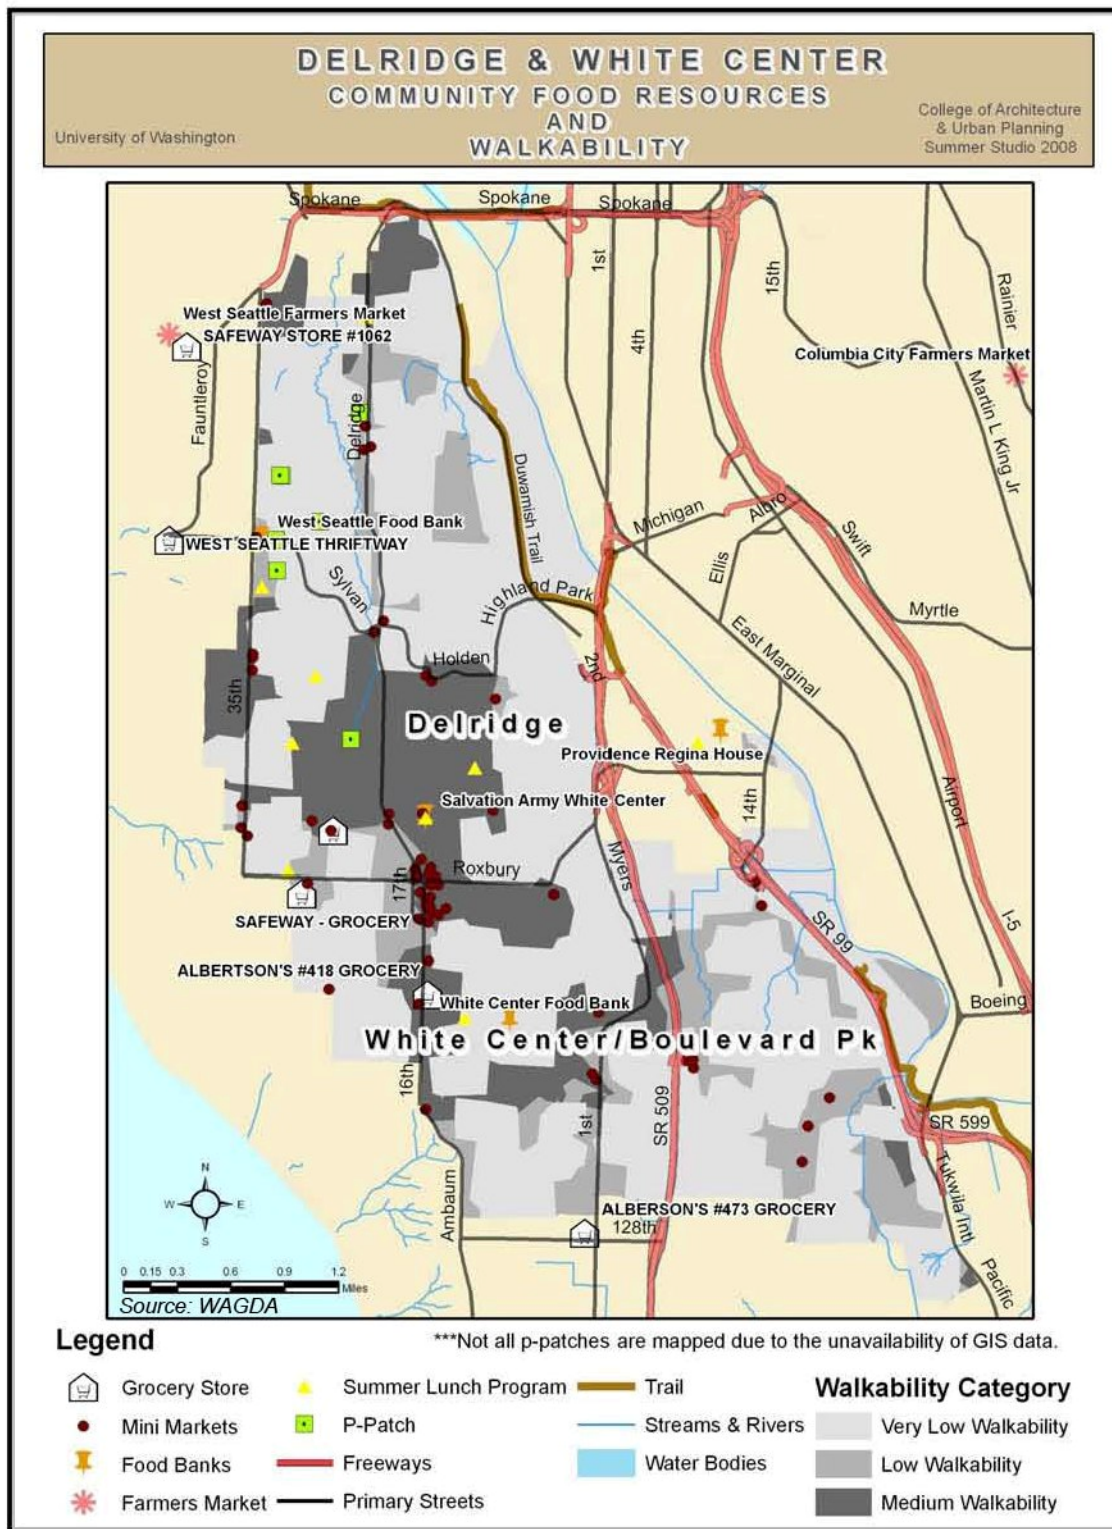 DELRIDGE & WHITE CENTER
COMMUNITY FOOD RESOURCES
AND
WALKABILITY
University of Washington
College of Architecture
& Urban Planning
Summer Studio 2008
Spokane
Spokane
Spokane
1st
4th
15th
Rainier
West Seattle Farmers Market
SAFEWAY STORE #1062
Columbia City Farmers Market
Fauntleroy
Delridge
Martin L King Jr
Duwamish Trail
Michigan
Albro
Swift
West Seattle Food Bank
WEST SEATTLE THRIFTWAY
Sylvan
Highland Park
Ellis
Myrtle
East Marginal
Holden
2nd
35th
Delridge
Providence Regina House
Salvation Army White Center
14th
Airport
Roxbury
17th
Myers
SAFEWAY - GROCERY
SR 99
I-5
ALBERTSON'S #418 GROCERY
White Center Food Bank
Boeing
White Center/Boulevard Pk
16th
1st
SR 509
SR 599
Tukwila Intl
Ambaum
ALBERSON'S #473 GROCERY
128th
Pacific
N
W
E
S
0 0.15 0.3 0.6 0.9 1.2
Miles
Source: WAGDA
Legend
***Not all p-patches are mapped due to the unavailability of GIS data.
Grocery Store
Mini Markets
Food Banks
Farmers Market
Summer Lunch Program
P-Patch
Freeways
Primary Streets
Trail
Streams & Rivers
Water Bodies
Walkability Category
Very Low Walkability
Low Walkability
Medium Walkability